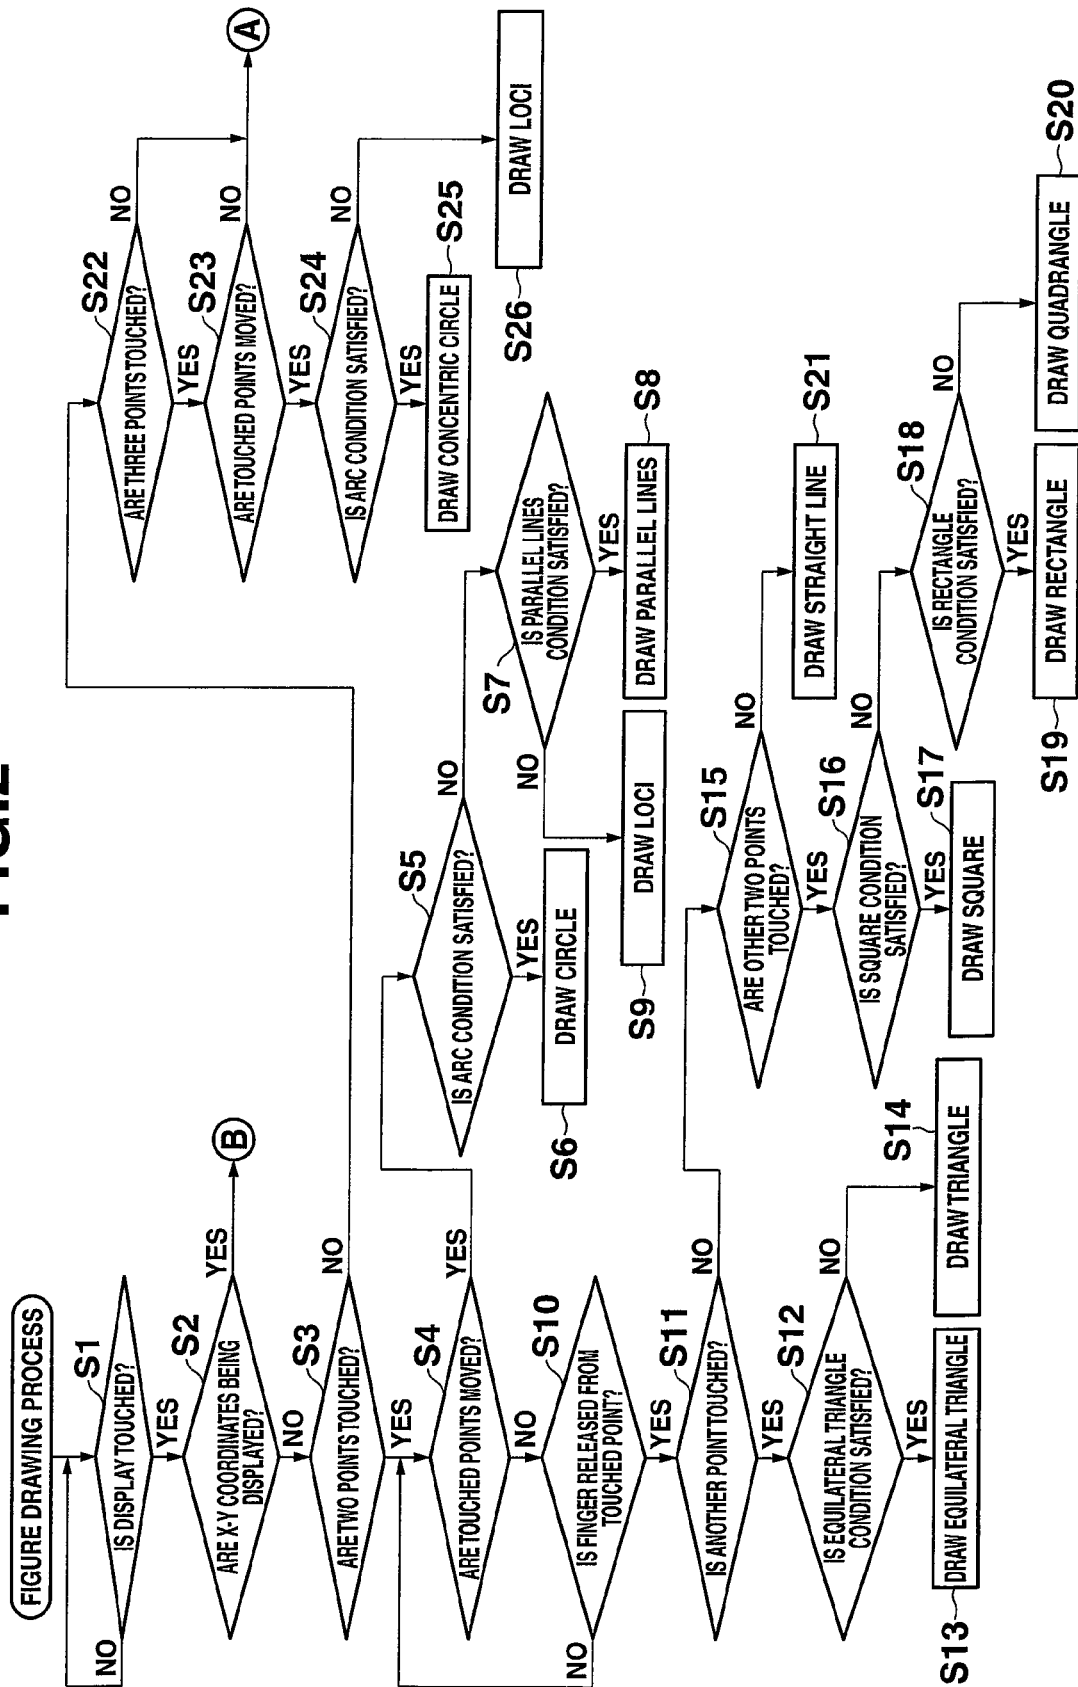 FIGURE DRAWING PROCESS
S1
IS DISPLAY TOUCHED?
NO
YES
S2
ARE X-Y COORDINATES BEING
DISPLAYED?
YES
B
NO
S3
ARE TWO POINTS TOUCHED?
NO
YES
S4
ARE TOUCHED POINTS MOVED?
YES
NO
S10
IS FINGER RELEASED FROM
TOUCHED POINT?
NO
YES
S11
IS ANOTHER POINT TOUCHED?
NO
YES
S12
IS EQUILATERAL TRIANGLE
CONDITION SATISFIED?
NO
YES
S13
DRAW EQUILATERAL TRIANGLE
S14
DRAW TRIANGLE
S5
IS ARC CONDITION SATISFIED?
NO
YES
S6
DRAW CIRCLE
S7
IS PARALLEL LINES
CONDITION SATISFIED?
NO
YES
S8
DRAW PARALLEL LINES
S9
DRAW LOCI
S15
ARE OTHER TWO POINTS
TOUCHED?
NO
YES
S21
DRAW STRAIGHT LINE
S16
IS SQUARE CONDITION
SATISFIED?
NO
YES
S17
DRAW SQUARE
S18
IS RECTANGLE
CONDITION SATISFIED?
NO
YES
S19
DRAW RECTANGLE
S20
DRAW QUADRANGLE
S22
ARE THREE POINTS TOUCHED?
NO
YES
S23
ARE TOUCHED POINTS MOVED?
NO
A
YES
S24
IS ARC CONDITION SATISFIED?
NO
YES
S25
DRAW CONCENTRIC CIRCLE
S26
DRAW LOCI